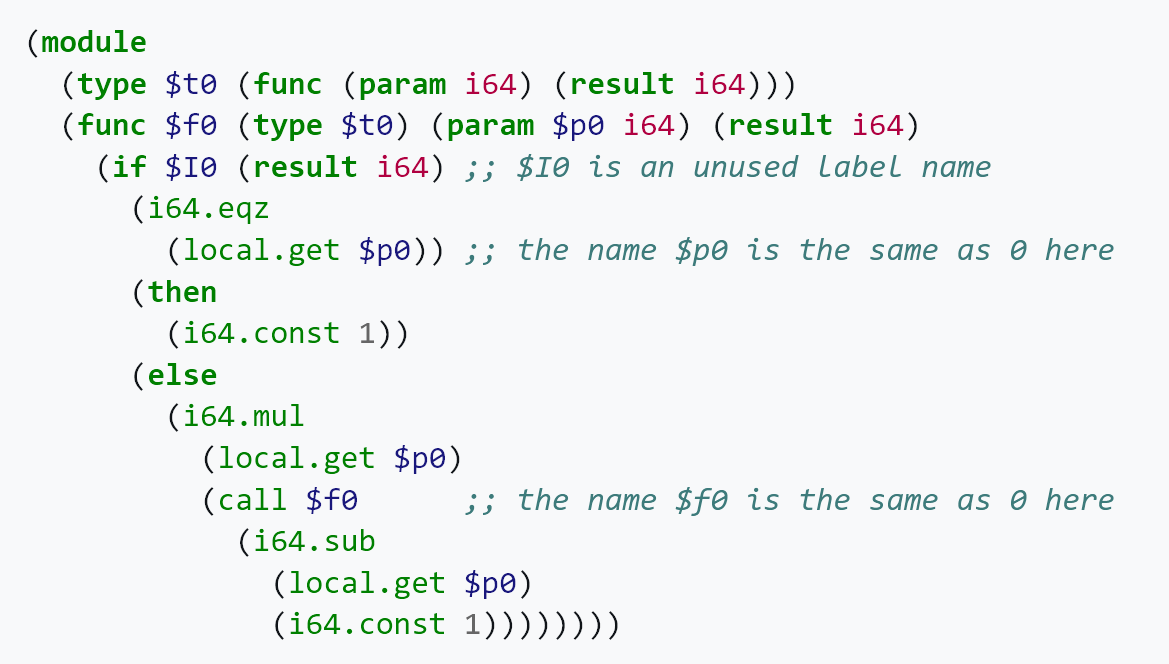 (module
  (type $t0 (func (param i64) (result i64)))
  (func $f0 (type $t0) (param $p0 i64) (result i64)
    (if $I0 (result i64) ;; $I0 is an unused label name
      (i64.eqz
        (local.get $p0)) ;; the name $p0 is the same as 0 here
      (then
        (i64.const 1))
      (else
        (i64.mul
          (local.get $p0)
          (call $f0      ;; the name $f0 is the same as 0 here
            (i64.sub
              (local.get $p0)
              (i64.const 1))))))))